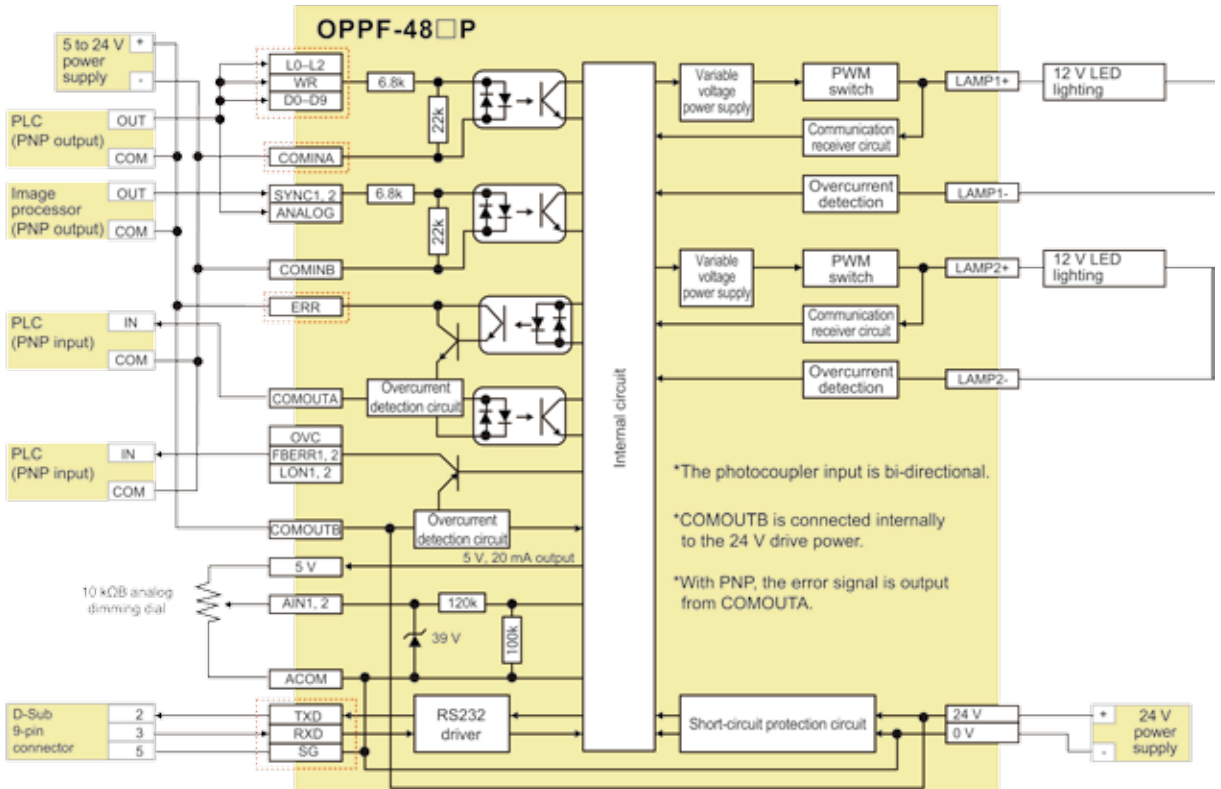 OPPF-48□P
5 to 24 V
power
supply
+
-
PLC
(PNP output)
OUT
COM
Image
processor
(PNP output)
OUT
COM
PLC
(PNP input)
IN
COM
PLC
(PNP input)
IN
COM
10 kΩB analog
dimming dial
D-Sub
9-pin
connector
2
3
5
L0–L2
WR
D0–D9
COMINA
SYNC1, 2
ANALOG
COMINB
ERR
COMOUTA
OVC
FBERR1, 2
LON1, 2
COMOUTB
5 V
AIN1, 2
ACOM
TXD
RXD
SG
6.8k
22k
6.8k
22k
Overcurrent
detection circuit
Overcurrent
detection circuit
5 V, 20 mA output
120k
39 V
100k
RS232
driver
Internal circuit
Variable
voltage
power supply
PWM
switch
Communication
receiver circuit
Overcurrent
detection
Variable
voltage
power supply
PWM
switch
Communication
receiver circuit
Overcurrent
detection
LAMP1+
LAMP1-
LAMP2+
LAMP2-
12 V LED
lighting
12 V LED
lighting
*The photocoupler input is bi-directional.
*COMOUTB is connected internally
to the 24 V drive power.
*With PNP, the error signal is output
from COMOUTA.
Short-circuit protection circuit
24 V
0 V
+
-
24 V
power
supply